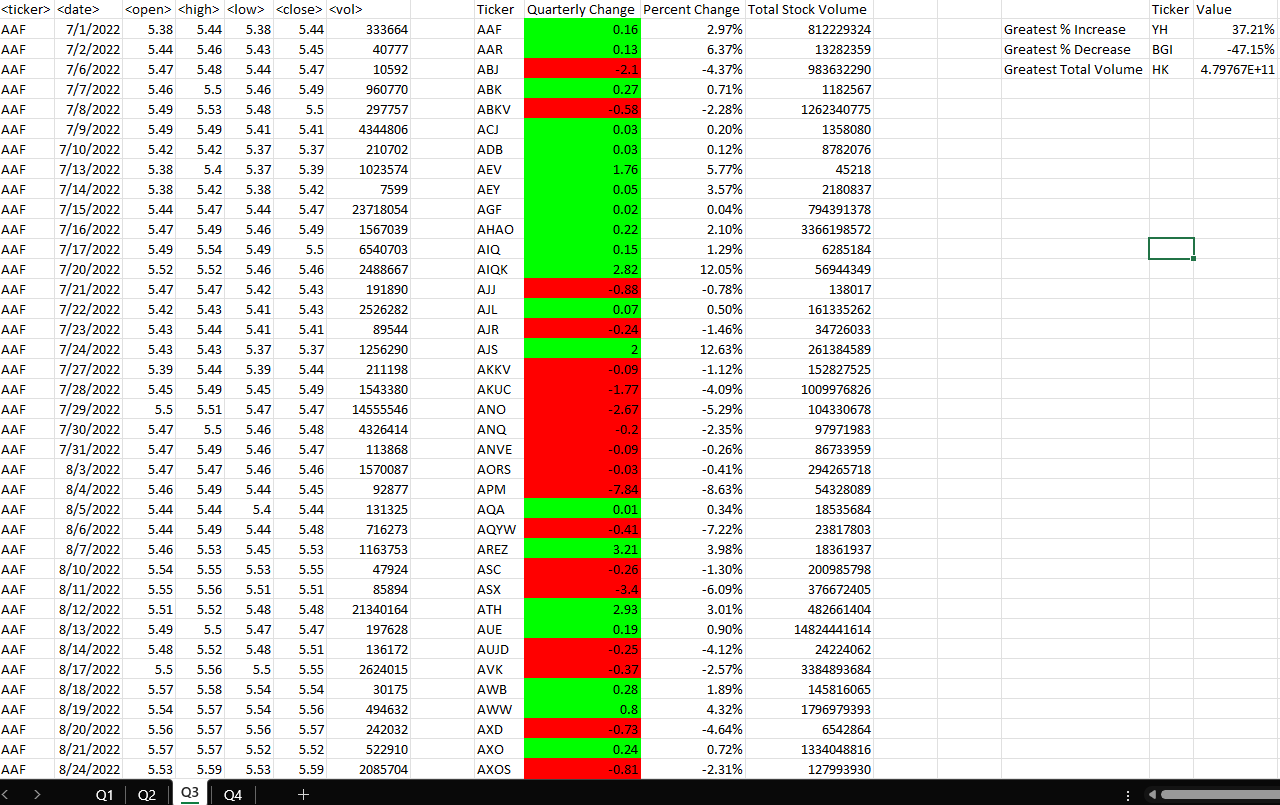 <ticker> <date> <open> <high> <low> <close> <vol> Ticker Quarterly Change Percent Change Total Stock Volume Ticker Value
AAF 7/1/2022 5.38 5.44 5.38 5.44 333664 AAF 0.16 2.97% 812229324 Greatest % Increase YH 37.21%
AAF 7/2/2022 5.44 5.46 5.43 5.45 40777 AAR 0.13 6.37% 13282359 Greatest % Decrease BGI -47.15%
AAF 7/6/2022 5.47 5.48 5.44 5.47 10592 ABJ -2.1 -4.37% 983632290 Greatest Total Volume HK 4.79767E+11
AAF 7/7/2022 5.46 5.5 5.46 5.49 960770 ABK 0.27 0.71% 1182567
AAF 7/8/2022 5.49 5.53 5.48 5.5 297757 ABKV -0.58 -2.28% 1262340775
AAF 7/9/2022 5.49 5.49 5.41 5.41 4344806 ACJ 0.03 0.20% 1358080
AAF 7/10/2022 5.42 5.42 5.37 5.37 210702 ADB 0.03 0.12% 8782076
AAF 7/13/2022 5.38 5.4 5.37 5.39 1023574 AEV 1.76 5.77% 45218
AAF 7/14/2022 5.38 5.42 5.38 5.42 7599 AEY 0.05 3.57% 2180837
AAF 7/15/2022 5.44 5.47 5.44 5.47 23718054 AGF 0.02 0.04% 794391378
AAF 7/16/2022 5.47 5.49 5.46 5.49 1567039 AHAO 0.22 2.10% 3366198572
AAF 7/17/2022 5.49 5.54 5.49 5.5 6540703 AIQ 0.15 1.29% 6285184
AAF 7/20/2022 5.52 5.52 5.46 5.46 2488667 AIQK 2.82 12.05% 56944349
AAF 7/21/2022 5.47 5.47 5.42 5.43 191890 AJJ -0.88 -0.78% 138017
AAF 7/22/2022 5.42 5.43 5.41 5.43 2526282 AJL 0.07 0.50% 161335262
AAF 7/23/2022 5.43 5.44 5.41 5.41 89544 AJR -0.24 -1.46% 34726033
AAF 7/24/2022 5.43 5.43 5.37 5.37 1256290 AJS 2 12.63% 261384589
AAF 7/27/2022 5.39 5.44 5.39 5.44 211198 AKKV -0.09 -1.12% 152827525
AAF 7/28/2022 5.45 5.49 5.45 5.49 1543380 AKUC -1.77 -4.09% 1009976826
AAF 7/29/2022 5.5 5.51 5.47 5.47 14555546 ANO -2.67 -5.29% 104330678
AAF 7/30/2022 5.47 5.5 5.46 5.48 4326414 ANQ -0.2 -2.35% 97971983
AAF 7/31/2022 5.47 5.49 5.46 5.47 113868 ANVE -0.09 -0.26% 86733959
AAF 8/3/2022 5.47 5.47 5.46 5.46 1570087 AORS -0.03 -0.41% 294265718
AAF 8/4/2022 5.46 5.49 5.44 5.45 92877 APM -7.84 -8.63% 54328089
AAF 8/5/2022 5.44 5.44 5.4 5.44 131325 AQA 0.01 0.34% 18535684
AAF 8/6/2022 5.44 5.49 5.44 5.48 716273 AQYW -0.41 -7.22% 23817803
AAF 8/7/2022 5.46 5.53 5.45 5.53 1163753 AREZ 3.21 3.98% 18361937
AAF 8/10/2022 5.54 5.55 5.53 5.55 47924 ASC -0.26 -1.30% 200985798
AAF 8/11/2022 5.55 5.56 5.51 5.51 85894 ASX -3.4 -6.09% 376672405
AAF 8/12/2022 5.51 5.52 5.48 5.48 21340164 ATH 2.93 3.01% 482661404
AAF 8/13/2022 5.49 5.5 5.47 5.47 197628 AUE 0.19 0.90% 14824441614
AAF 8/14/2022 5.48 5.52 5.48 5.51 136172 AUJD -0.25 -4.12% 24224062
AAF 8/17/2022 5.5 5.56 5.5 5.55 2624015 AVK -0.37 -2.57% 3384893684
AAF 8/18/2022 5.57 5.58 5.54 5.54 30175 AWB 0.28 1.89% 145816065
AAF 8/19/2022 5.54 5.57 5.54 5.56 494632 AWW 0.8 4.32% 1796979393
AAF 8/20/2022 5.56 5.57 5.56 5.57 242032 AXD -0.73 -4.64% 6542864
AAF 8/21/2022 5.57 5.57 5.52 5.52 522910 AXO 0.24 0.72% 1334048816
AAF 8/24/2022 5.53 5.59 5.53 5.59 2085704 AXOS -0.81 -2.31% 127993930
Q1 Q2 Q3 Q4